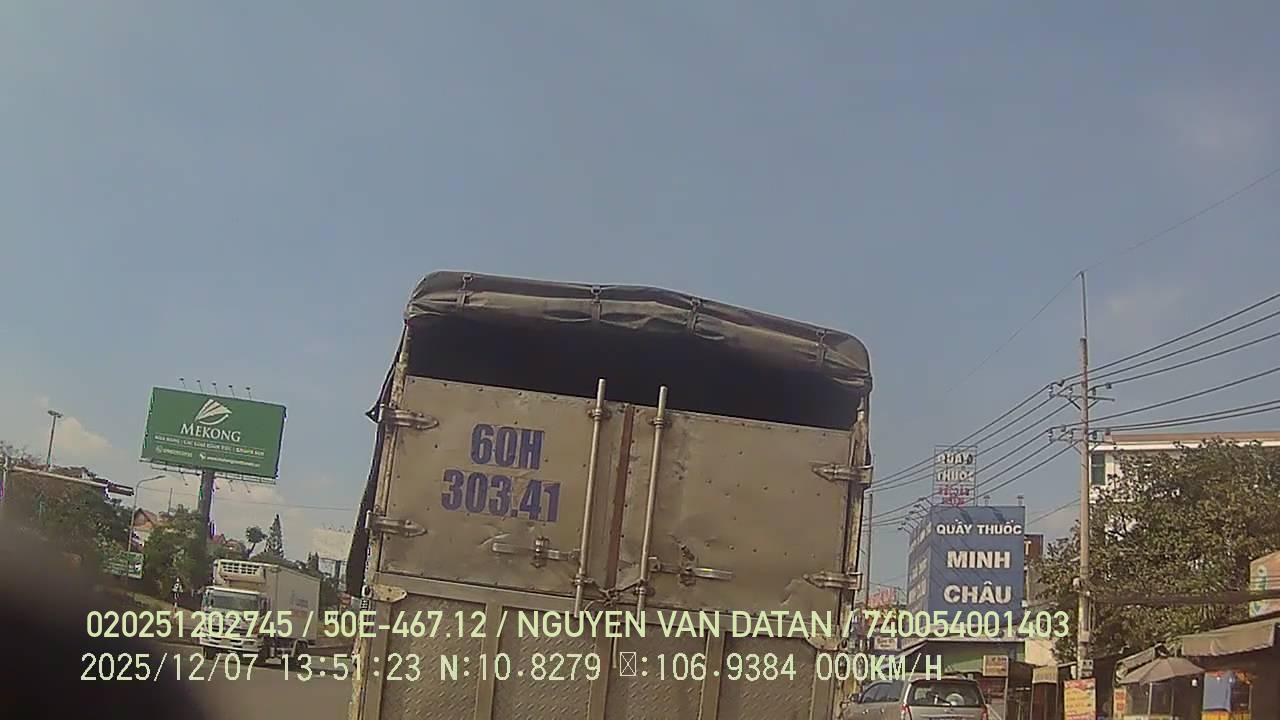 MEKONG
60H
303.41
QUẦY THUỐC
MINH
CHÂU
020251202745 / 50E-467.12 / NGUYEN VAN DATAN / 740054001403
2025/12/07 13:51:23 N:10.8279 :106.9384 000KM/H